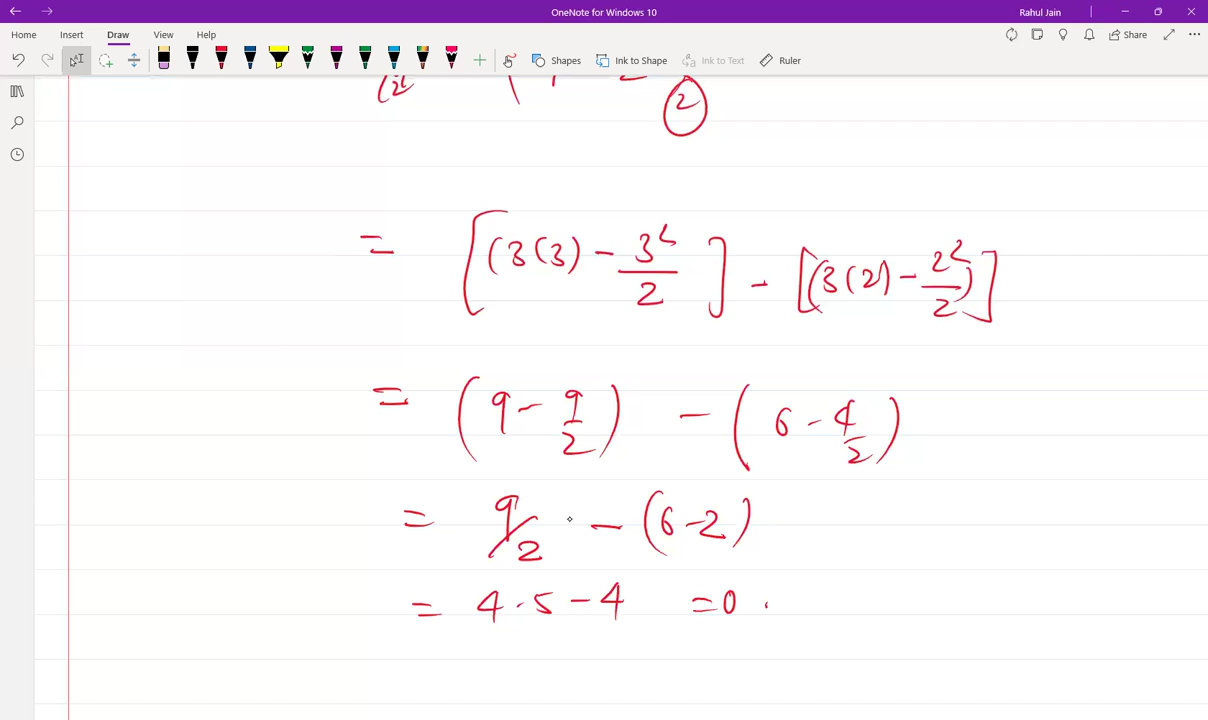 OneNote for Windows 10
Rahul Jain
Home Insert Draw View Help
Share
Shapes Ink to Shape Ink to Text Ruler
2
= [(3(3) - 3²/2] - [(3(2) - 2²/2)]
= (9 - 9/2) - (6 - 4/2)
= 9/2 - (6-2)
= 4.5 - 4 = 0.